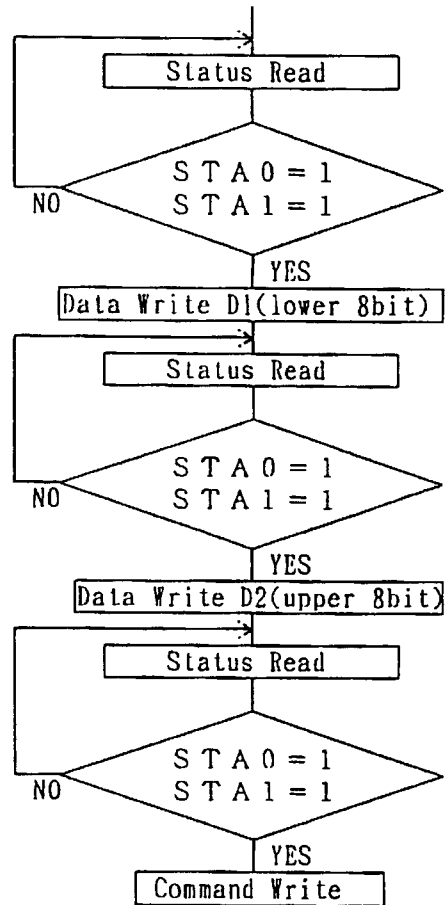 Status Read
STA0=1
STA1=1
NO
YES
Data Write D1(lower 8bit)
Status Read
STA0=1
STA1=1
NO
YES
Data Write D2(upper 8bit)
Status Read
STA0=1
STA1=1
NO
YES
Command Write